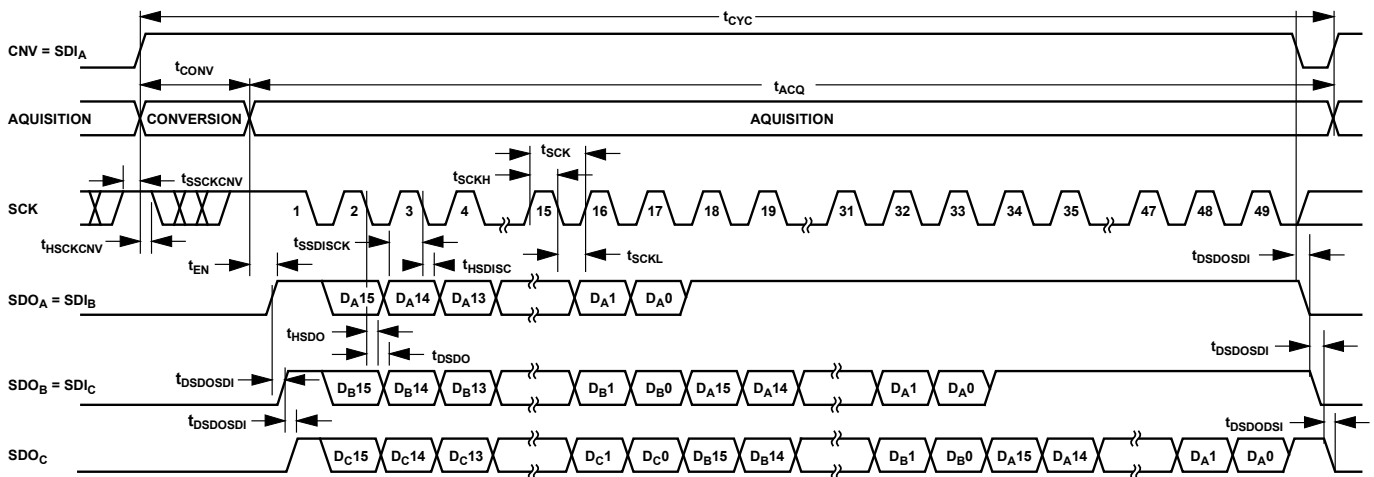 tCYC
CNV = SDIA
tCONV
tACQ
AQUISITION CONVERSION AQUISITION
tSCK
tSSCKCNV
tSCKH
SCK 1 2 3 4 15 16 17 18 19 31 32 33 34 35 47 48 49
tHSCKCNV
tSSDISCK
tEN
tHSDISC
tSCKL
tDSDOSDI
SDOA = SDIB DA15 DA14 DA13 DA1 DA0
tHSDO
tDSDO
tDSDOSDI
tDSDOSDI
SDOB = SDIC DB15 DB14 DB13 DB1 DB0 DA15 DA14 DA1 DA0
tDSDOSDI
tDSDODSI
SDOC DC15 DC14 DC13 DC1 DC0 DB15 DB14 DB1 DB0 DA15 DA14 DA1 DA0